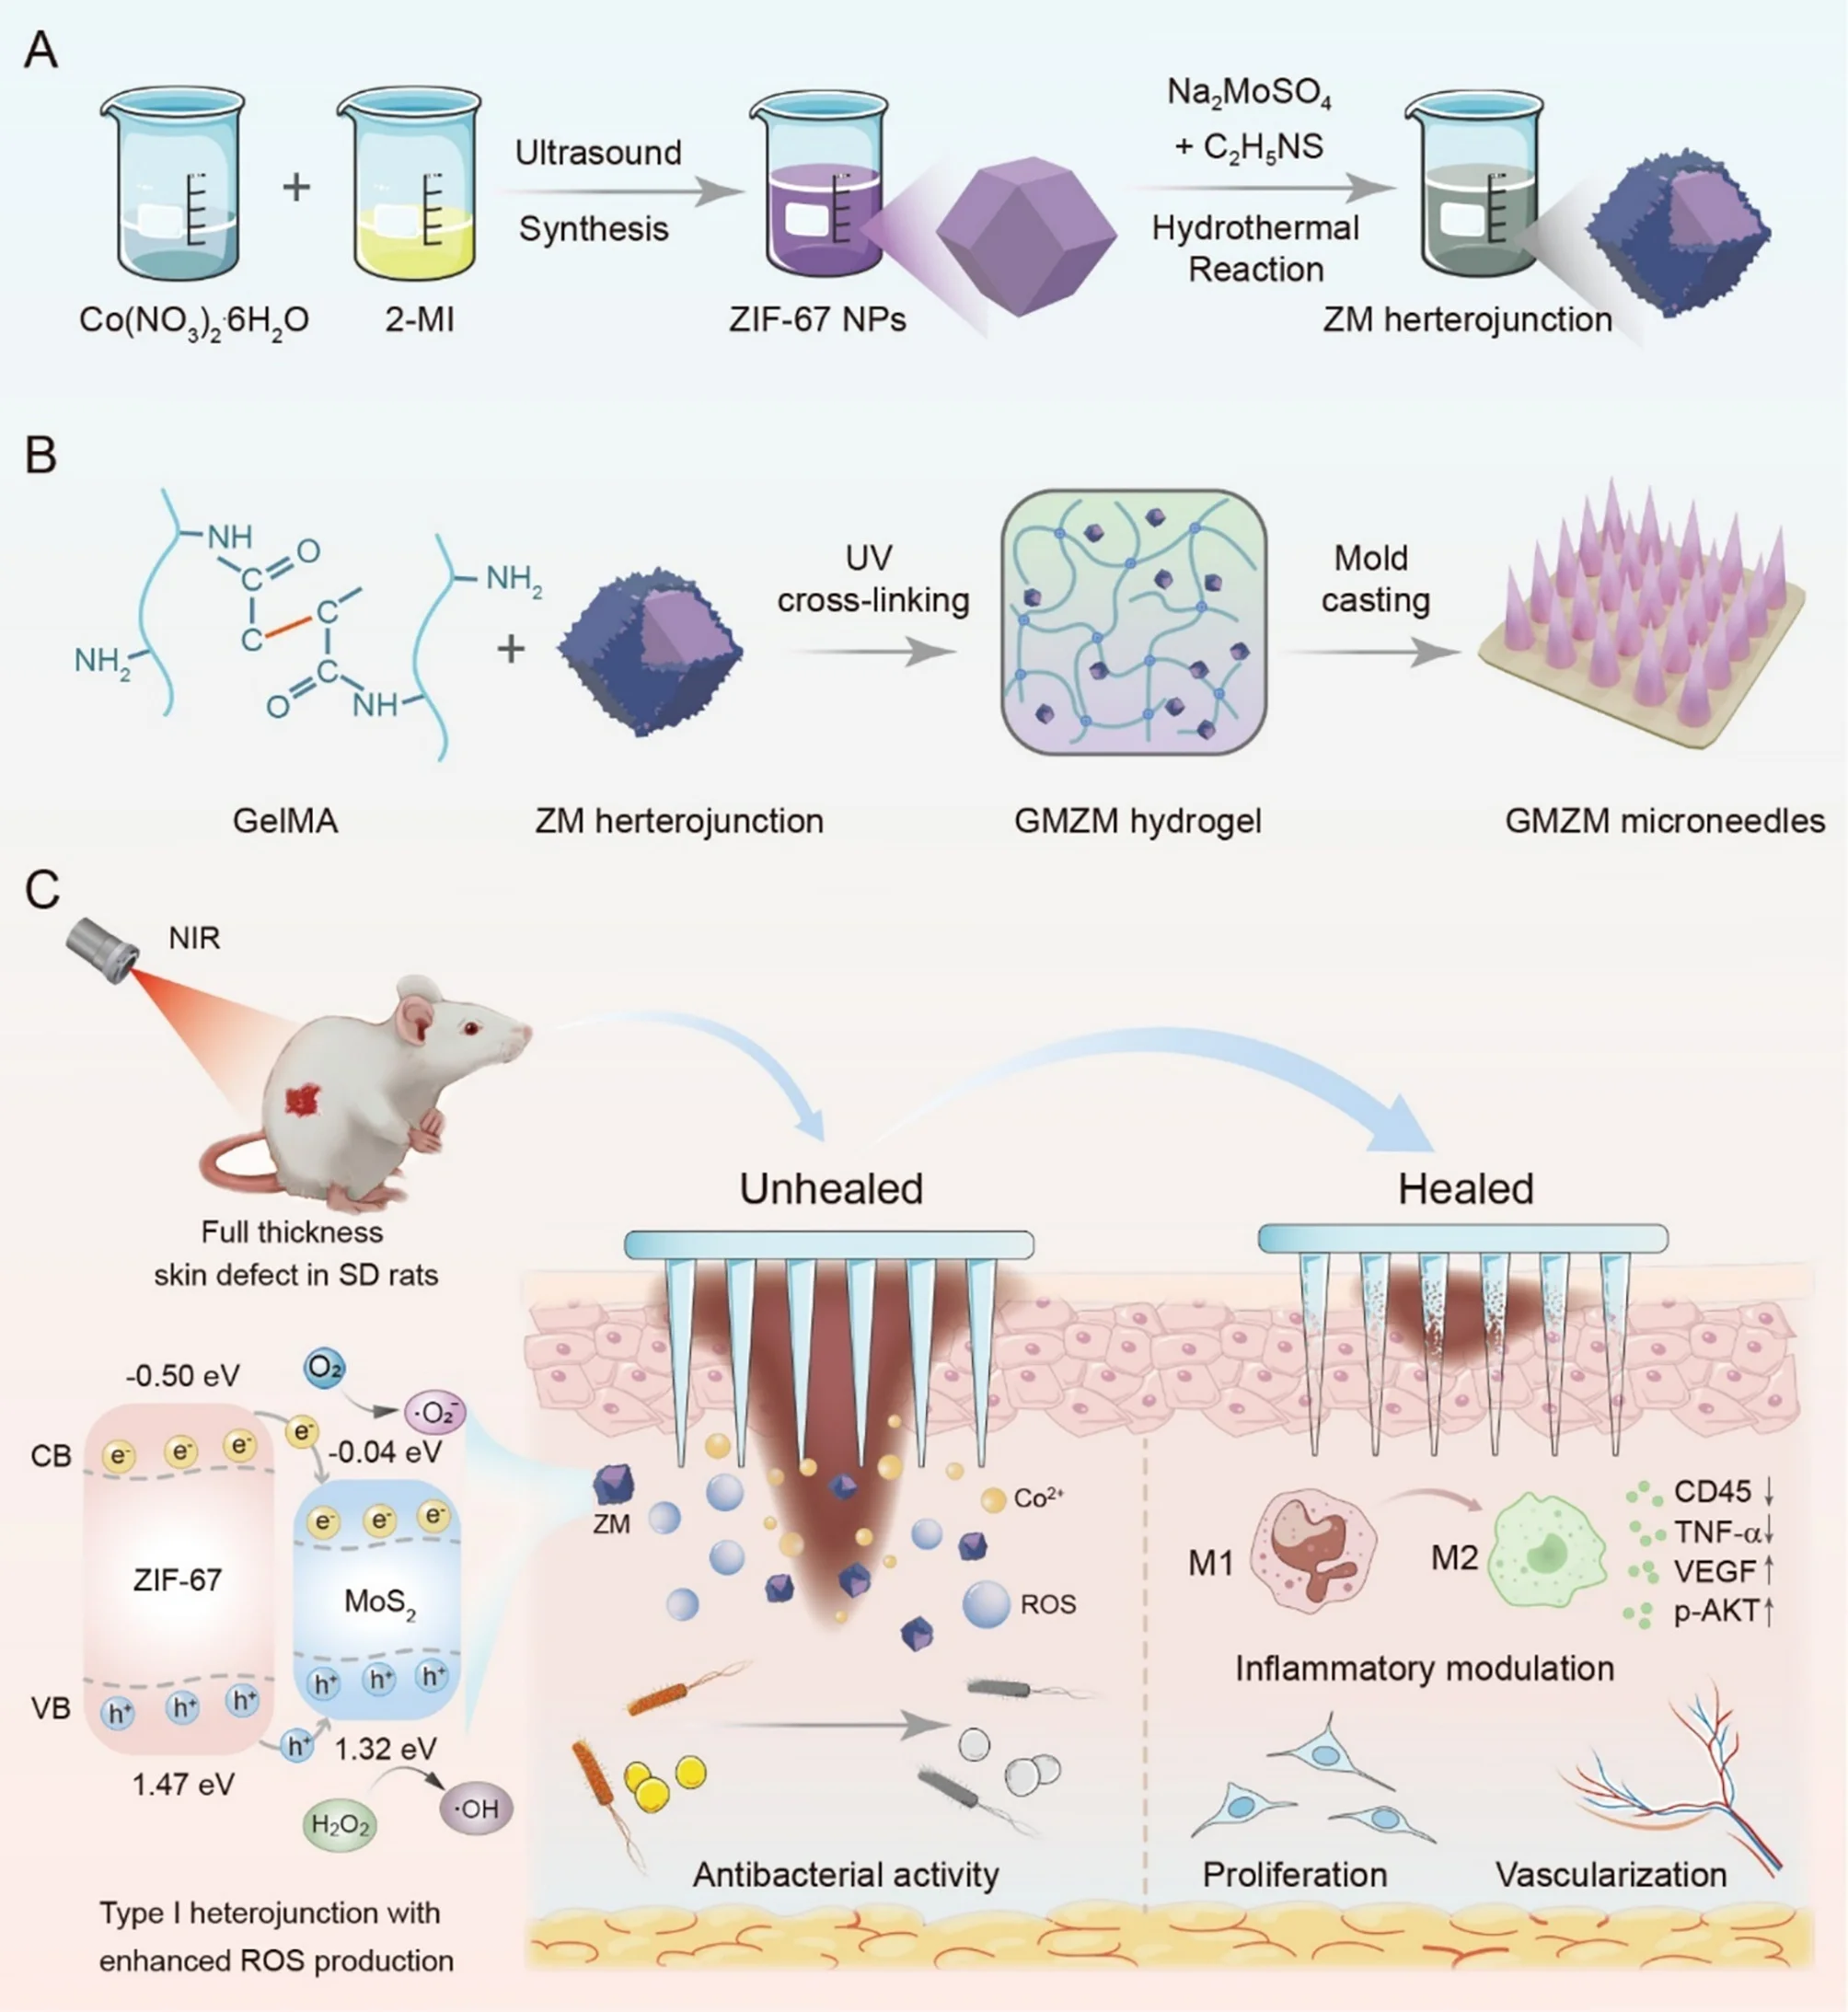 A
Ultrasound
Synthesis
Na₂MoSO₄
+ C₂H₅NS
Hydrothermal
Reaction
+
Co(NO₃)₂·6H₂O
2-MI
ZIF-67 NPs
ZM herterojunction
B
NH
C
O
C
C
C
O
NH
NH₂
NH₂
+
UV
cross-linking
Mold
casting
GelMA
ZM herterojunction
GMZM hydrogel
GMZM microneedles
C
NIR
Full thickness
skin defect in SD rats
Unhealed
Healed
-0.50 eV
O₂
·O₂⁻
CB
e⁻ e⁻ e⁻
e⁻
-0.04 eV
e⁻ e⁻ e⁻
ZIF-67
MoS₂
VB
h⁺ h⁺ h⁺
h⁺ h⁺ h⁺
h⁺
1.32 eV
1.47 eV
H₂O₂
·OH
Type I heterojunction with
enhanced ROS production
ZM
Co²⁺
ROS
Antibacterial activity
M1
M2
CD45 ↓
TNF-α↓
VEGF ↑
p-AKT↑
Inflammatory modulation
Proliferation
Vascularization